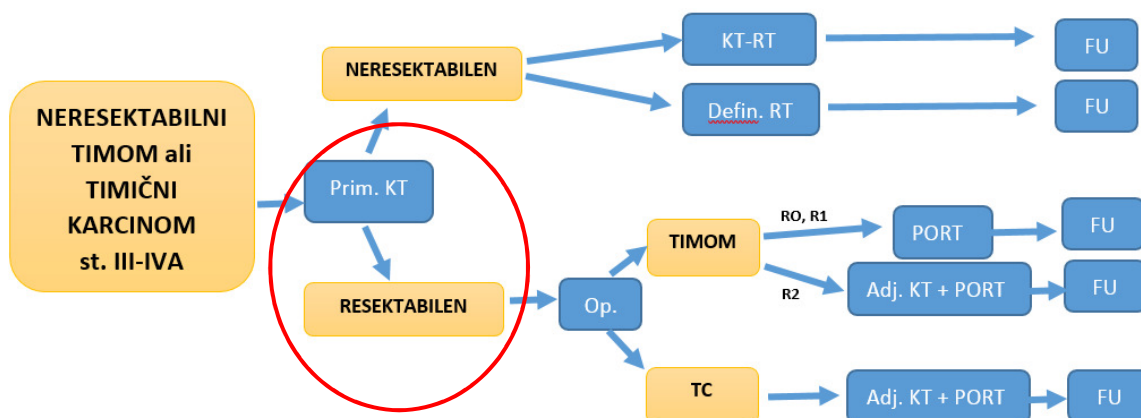 NERESEKTABILNI
TIMOM ali
TIMIČNI
KARCINOM
st. III-IVA
Prim. KT
NERESEKTABILEN
KT-RT
FU
Defin. RT
FU
RESEKTABILEN
Op.
TIMOM
RO, R1
PORT
FU
R2
Adj. KT + PORT
FU
TC
Adj. KT + PORT
FU